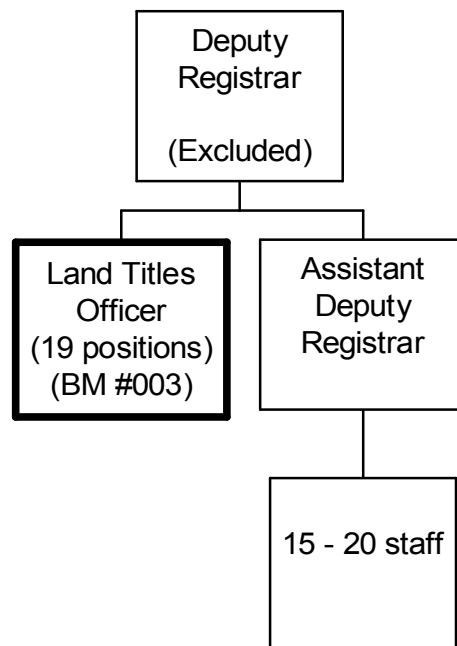 Deputy
Registrar
(Excluded)
Land Titles
Officer
(19 positions)
(BM #003)
Assistant
Deputy
Registrar
15 - 20 staff